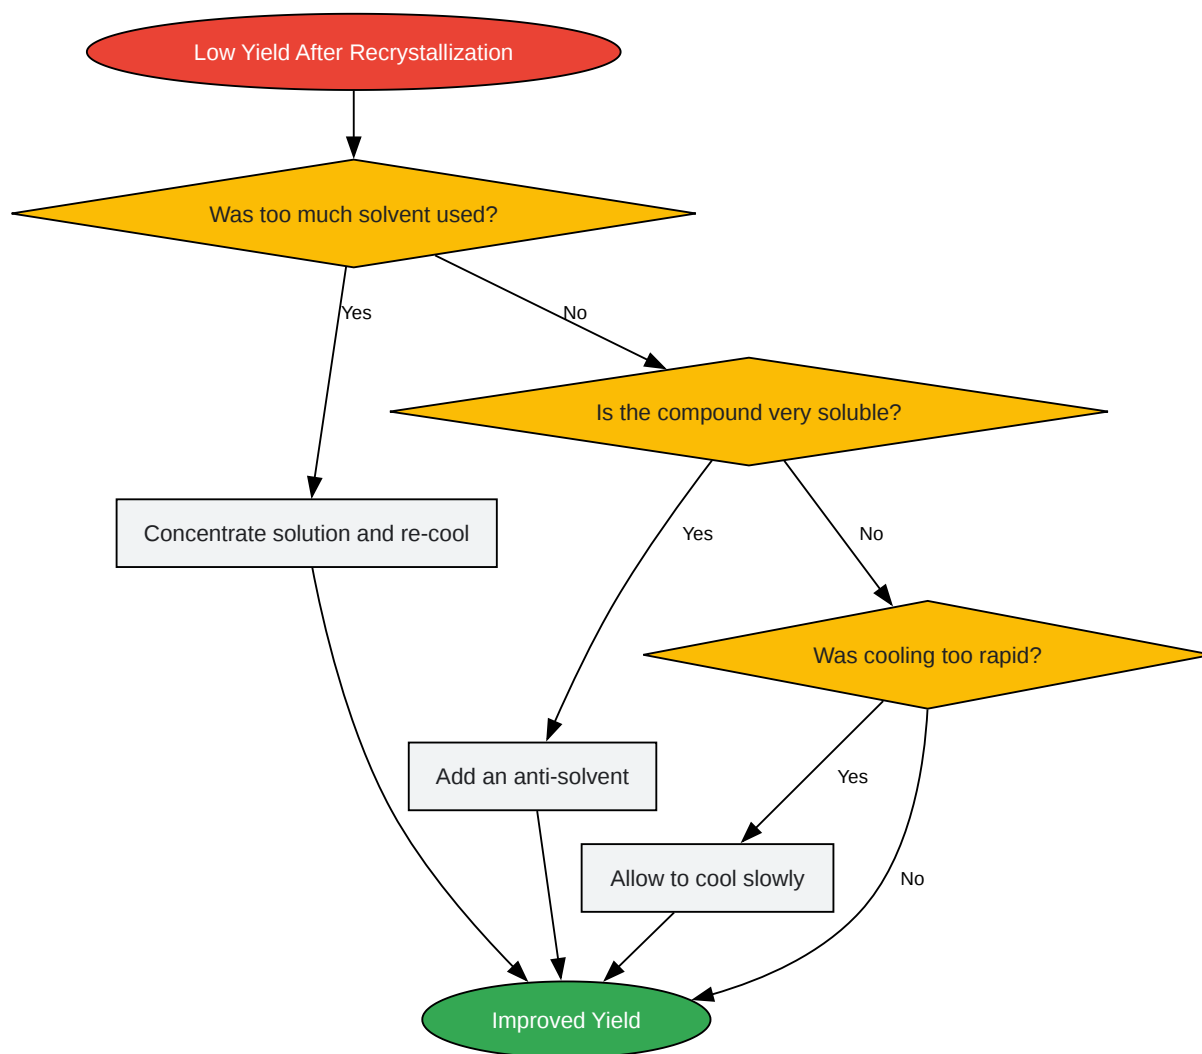 Low Yield After Recrystallization
Was too much solvent used?
Yes
No
Is the compound very soluble?
Concentrate solution and re-cool
Yes
No
Was cooling too rapid?
Add an anti-solvent
Yes
Allow to cool slowly
No
Improved Yield